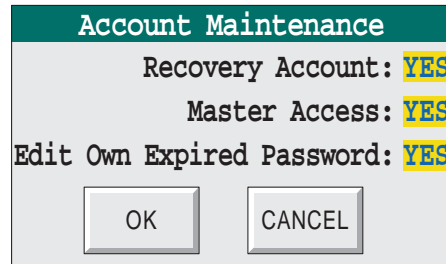 Account Maintenance
Recovery Account: YES
Master Access: YES
Edit Own Expired Password: YES
OK CANCEL